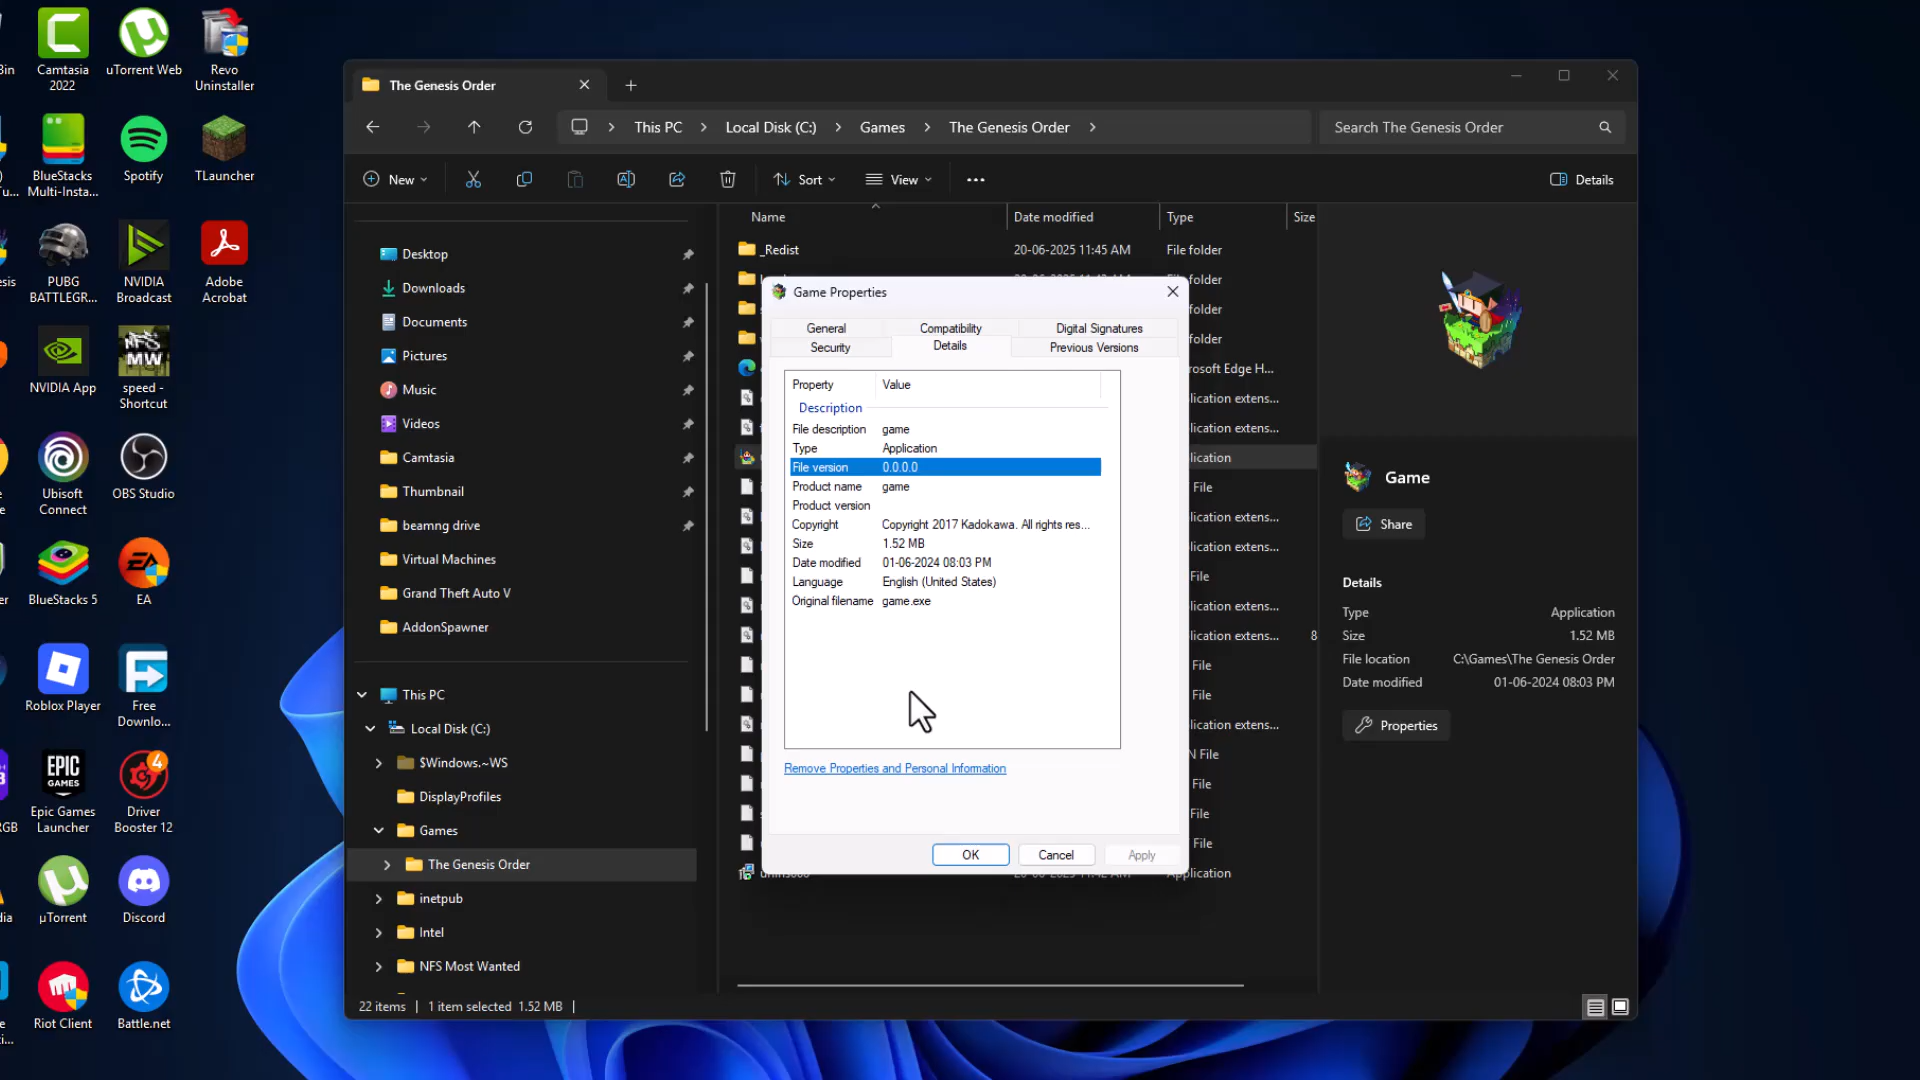 Bin
Camtasia
2022
uTorrent Web
Revo
Uninstaller
BlueStacks
Multi-Insta...
Spotify
TLauncher
PUBG
BATTLEGR...
NVIDIA
Broadcast
Adobe
Acrobat
NVIDIA App
NFS
MW
speed -
Shortcut
Ubisoft
Connect
OBS Studio
BlueStacks 5
EA
Roblox Player
Free
Downlo...
EPIC
GAMES
Epic Games
Launcher
4
Driver
Booster 12
µTorrent
Discord
Riot Client
Battle.net
The Genesis Order
This PC
Local Disk (C:)
Games
The Genesis Order
Search The Genesis Order
New
Sort
View
Details
Desktop
Downloads
Documents
Pictures
Music
Videos
Camtasia
Thumbnail
beamng drive
Virtual Machines
Grand Theft Auto V
AddonSpawner
This PC
Local Disk (C:)
$Windows.~WS
DisplayProfiles
Games
The Genesis Order
inetpub
Intel
NFS Most Wanted
22 items
1 item selected 1.52 MB
Name
Date modified
Type
Size
_Redist
20-06-2025 11:45 AM
File folder
Game Properties
General
Compatibility
Digital Signatures
Security
Details
Previous Versions
Property
Value
Description
File description game
Type Application
File version 0.0.0.0
Product name game
Product version
Copyright Copyright 2017 Kadokawa. All rights res...
Size 1.52 MB
Date modified 01-06-2024 08:03 PM
Language English (United States)
Original filename game.exe
Remove Properties and Personal Information
OK
Cancel
Apply
Application
Game
Share
Details
Type Application
Size 1.52 MB
File location C:\Games\The Genesis Order
Date modified 01-06-2024 08:03 PM
Properties